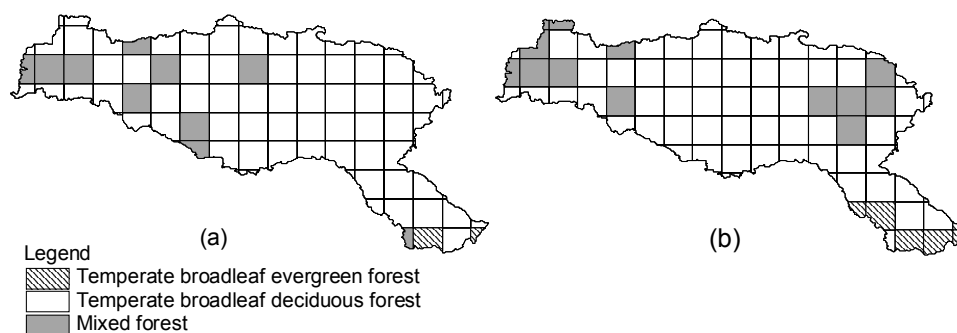 (a)
(b)
Legend
Temperate broadleaf evergreen forest
Temperate broadleaf deciduous forest
Mixed forest